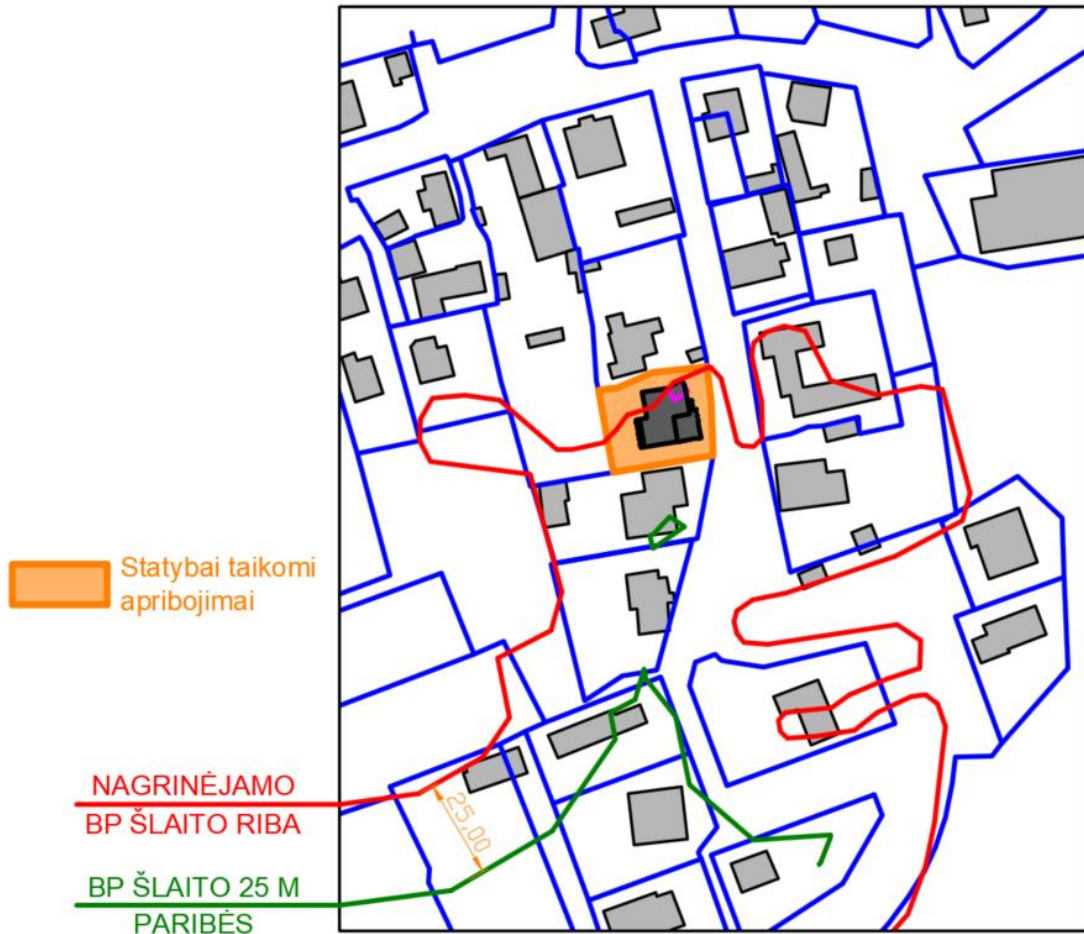 Statybai taikomi
apribojimai
NAGRINĖJAMO
BP ŠLAITO RIBA
25,00
BP ŠLAITO 25 M
PARIBĖS